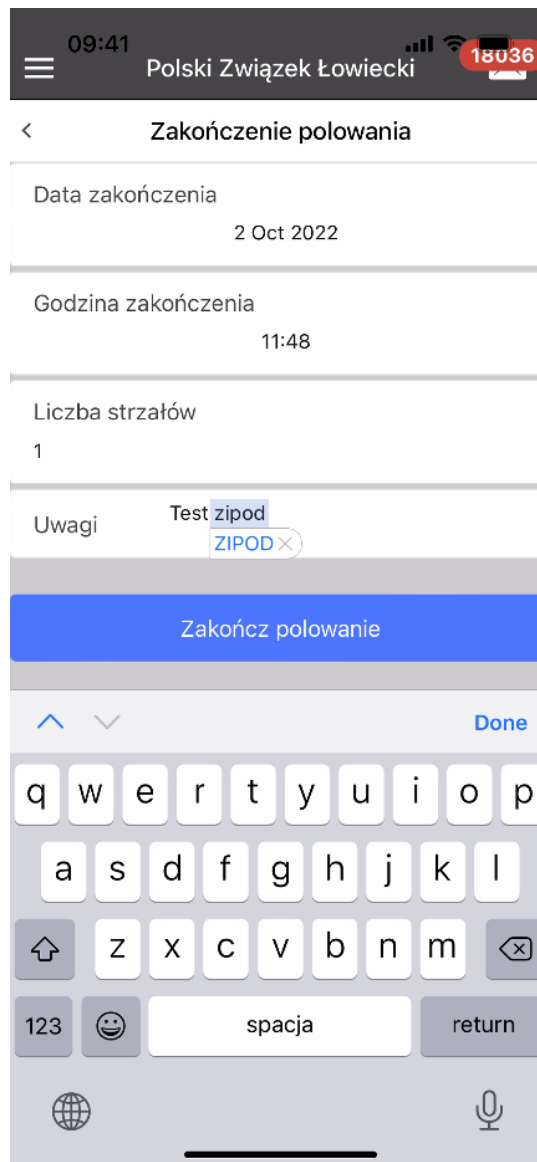 09:41
18036
Polski Związek Łowiecki
Zakończenie polowania
Data zakończenia
2 Oct 2022
Godzina zakończenia
11:48
Liczba strzałów
1
Uwagi
Test zipod
ZIPOD
Zakończ polowanie
Done
q w e r t y u i o p
a s d f g h j k l
z x c v b n m
123 spacja return